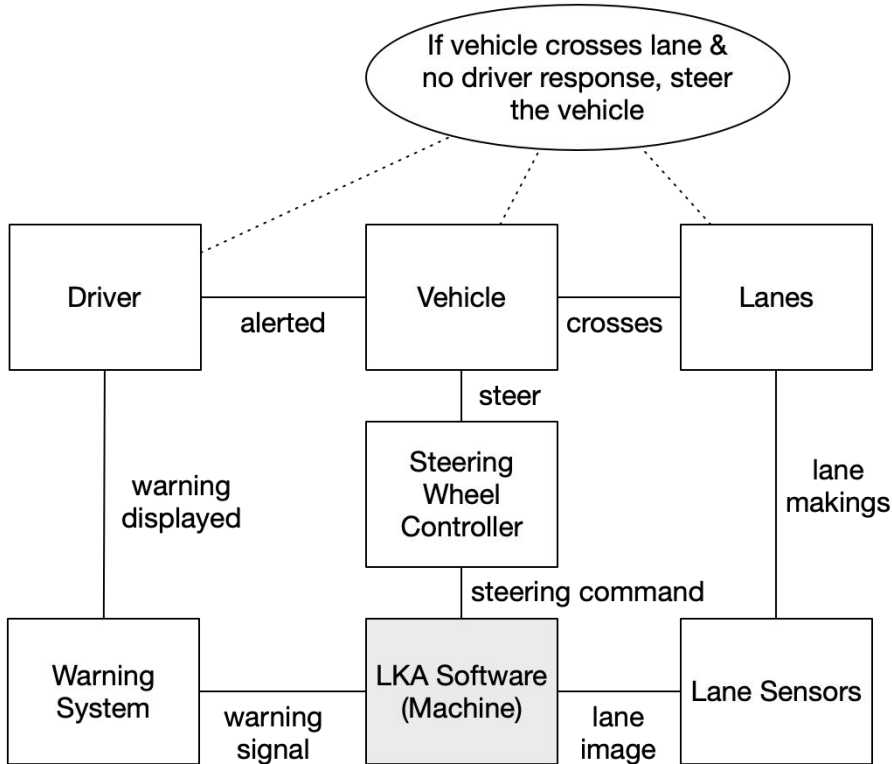 If vehicle crosses lane &
no driver response, steer
the vehicle
Driver
alerted
Vehicle
crosses
Lanes
steer
warning
displayed
Steering
Wheel
Controller
lane
makings
steering command
Warning
System
warning
signal
LKA Software
(Machine)
lane
image
Lane Sensors